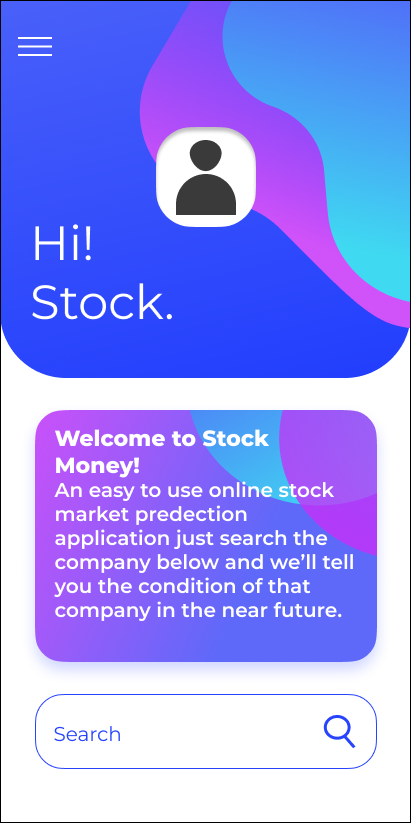 Hi!
Stock.
Welcome to Stock
Money!
An easy to use online stock
market predection
application just search the
company below and we’ll tell
you the condition of that
company in the near future.
Search